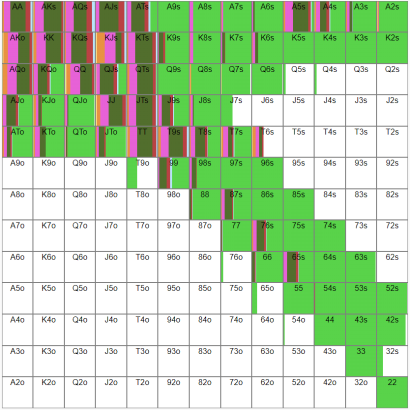 AA AKs AQs AJs ATs A9s A8s A7s A6s A5s A4s A3s A2s
AKo KK KQs KJs KTs K9s K8s K7s K6s K5s K4s K3s K2s
AQo KQo QQ QJs QTs Q9s Q8s Q7s Q6s Q5s Q4s Q3s Q2s
AJo KJo QJo JJ JTs J9s J8s J7s J6s J5s J4s J3s J2s
ATo KTo QTo JTo TT T9s T8s T7s T6s T5s T4s T3s T2s
A9o K9o Q9o J9o T9o 99 98s 97s 96s 95s 94s 93s 92s
A8o K8o Q8o J8o T8o 98o 88 87s 86s 85s 84s 83s 82s
A7o K7o Q7o J7o T7o 97o 87o 77 76s 75s 74s 73s 72s
A6o K6o Q6o J6o T6o 96o 86o 76o 66 65s 64s 63s 62s
A5o K5o Q5o J5o T5o 95o 85o 75o 65o 55 54s 53s 52s
A4o K4o Q4o J4o T4o 94o 84o 74o 64o 54o 44 43s 42s
A3o K3o Q3o J3o T3o 93o 83o 73o 63o 53o 43o 33 32s
A2o K2o Q2o J2o T2o 92o 82o 72o 62o 52o 42o 32o 22